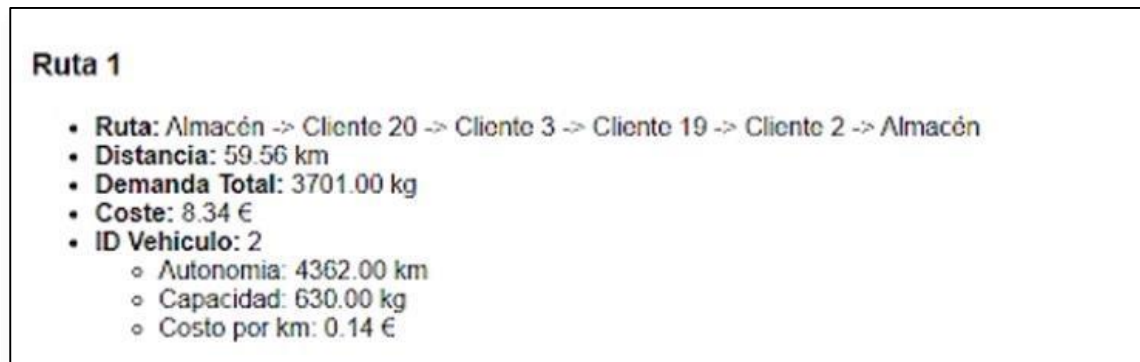 Ruta 1
• Ruta: Almacén -> Cliente 20 -> Cliente 3 -> Cliente 19 -> Cliente 2 -> Almacén
• Distancia: 59.56 km
• Demanda Total: 3701.00 kg
• Coste: 8.34 €
• ID Vehiculo: 2
◦ Autonomia: 4362.00 km
◦ Capacidad: 630.00 kg
◦ Costo por km: 0.14 €